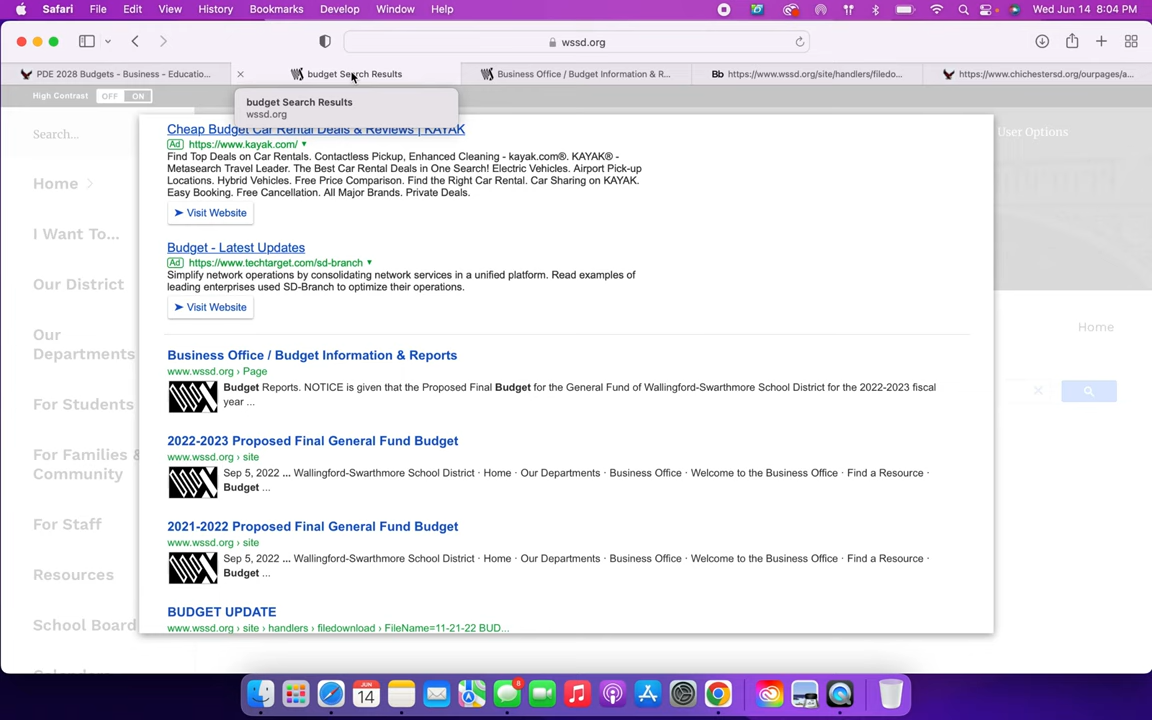 Safari File Edit View History Bookmarks Develop Window Help Wed Jun 14 8:04 PM
wssd.org
PDE 2028 Budgets - Business - Educatio...
budget Search Results
Business Office / Budget Information & R...
Bb https://www.wssd.org/site/handlers/filedo...
https://www.chichestersd.org/ourpages/a...
High Contrast OFF ON
budget Search Results
wssd.org
Search...
User Options
Home
I Want To...
Our District
Our
Departments
For Students
For Families &
Community
For Staff
Resources
School Board
Home
Cheap Budget Car Rental Deals & Reviews | KAYAK
Ad https://www.kayak.com/
Find Top Deals on Car Rentals. Contactless Pickup, Enhanced Cleaning - kayak.com®. KAYAK® -
Metasearch Travel Leader. The Best Car Rental Deals in One Search! Electric Vehicles. Airport Pick-up
Locations. Hybrid Vehicles. Free Price Comparison. Find the Right Car Rental. Car Sharing on KAYAK.
Easy Booking. Free Cancellation. All Major Brands. Private Deals.
Visit Website
Budget - Latest Updates
Ad https://www.techtarget.com/sd-branch
Simplify network operations by consolidating network services in a unified platform. Read examples of
leading enterprises used SD-Branch to optimize their operations.
Visit Website
Business Office / Budget Information & Reports
www.wssd.org › Page
Budget Reports. NOTICE is given that the Proposed Final Budget for the General Fund of Wallingford-Swarthmore School District for the 2022-2023 fiscal
year ...
2022-2023 Proposed Final General Fund Budget
www.wssd.org › site
Sep 5, 2022 ... Wallingford-Swarthmore School District · Home · Our Departments · Business Office · Welcome to the Business Office · Find a Resource ·
Budget ...
2021-2022 Proposed Final General Fund Budget
www.wssd.org › site
Sep 5, 2022 ... Wallingford-Swarthmore School District · Home · Our Departments · Business Office · Welcome to the Business Office · Find a Resource ·
Budget ...
BUDGET UPDATE
www.wssd.org › site › handlers › filedownload › FileName=11-21-22 BUD...
JUN
14
8